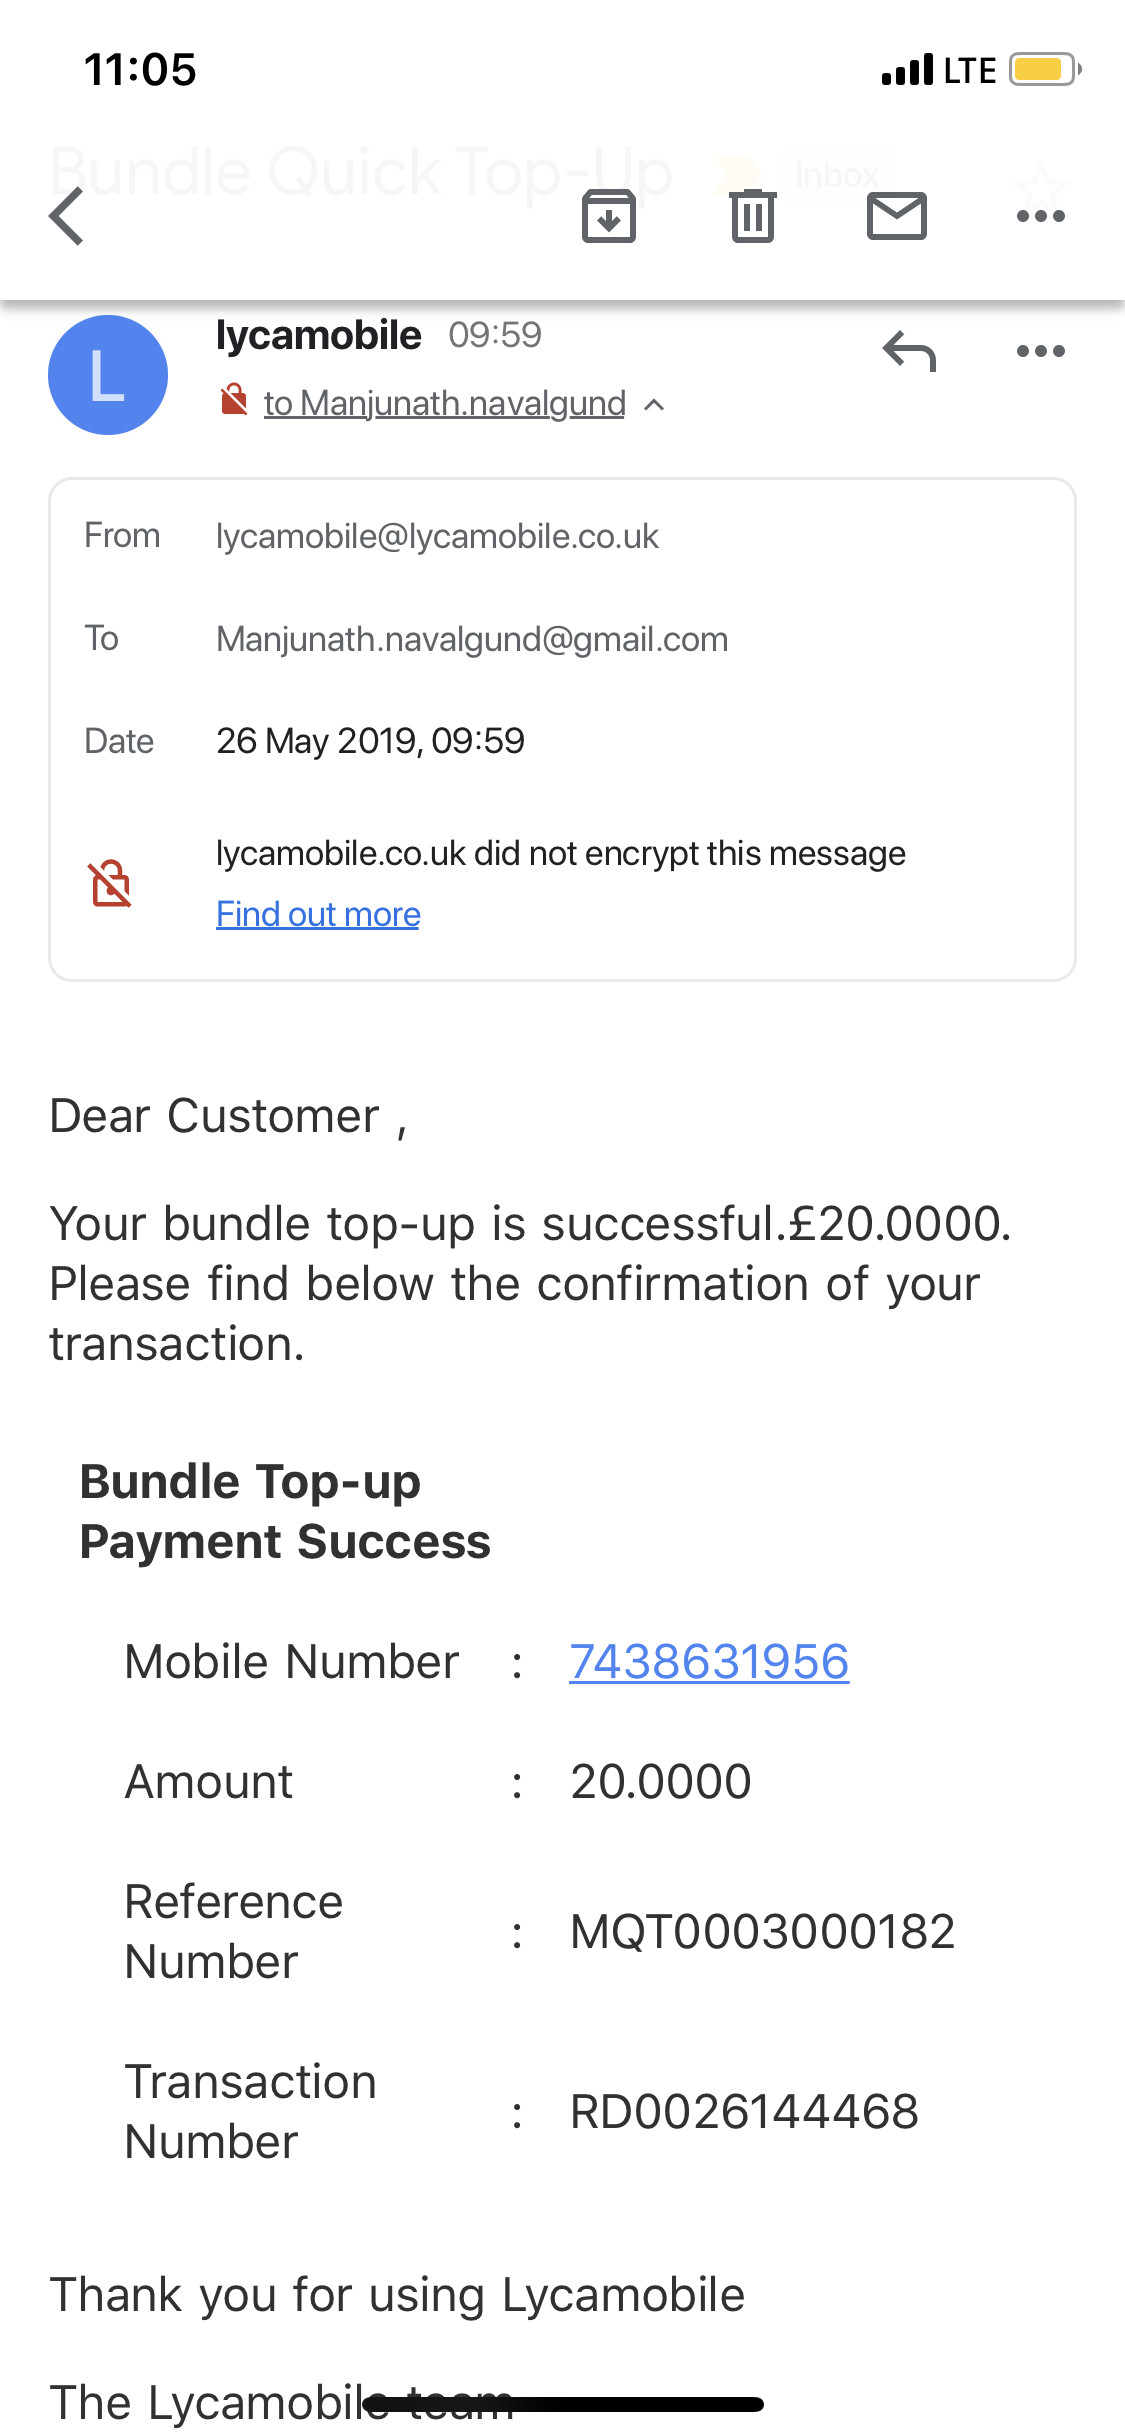 11:05 LTE
Bundle Quick Top-Up Inbox
L
lycamobile 09:59
to Manjunath.navalgund
From lycamobile@lycamobile.co.uk
To Manjunath.navalgund@gmail.com
Date 26 May 2019, 09:59
lycamobile.co.uk did not encrypt this message
Find out more
Dear Customer ,
Your bundle top-up is successful.£20.0000.
Please find below the confirmation of your
transaction.
Bundle Top-up
Payment Success
Mobile Number : 7438631956
Amount : 20.0000
Reference
Number : MQT0003000182
Transaction
Number : RD0026144468
Thank you for using Lycamobile
The Lycamobile team